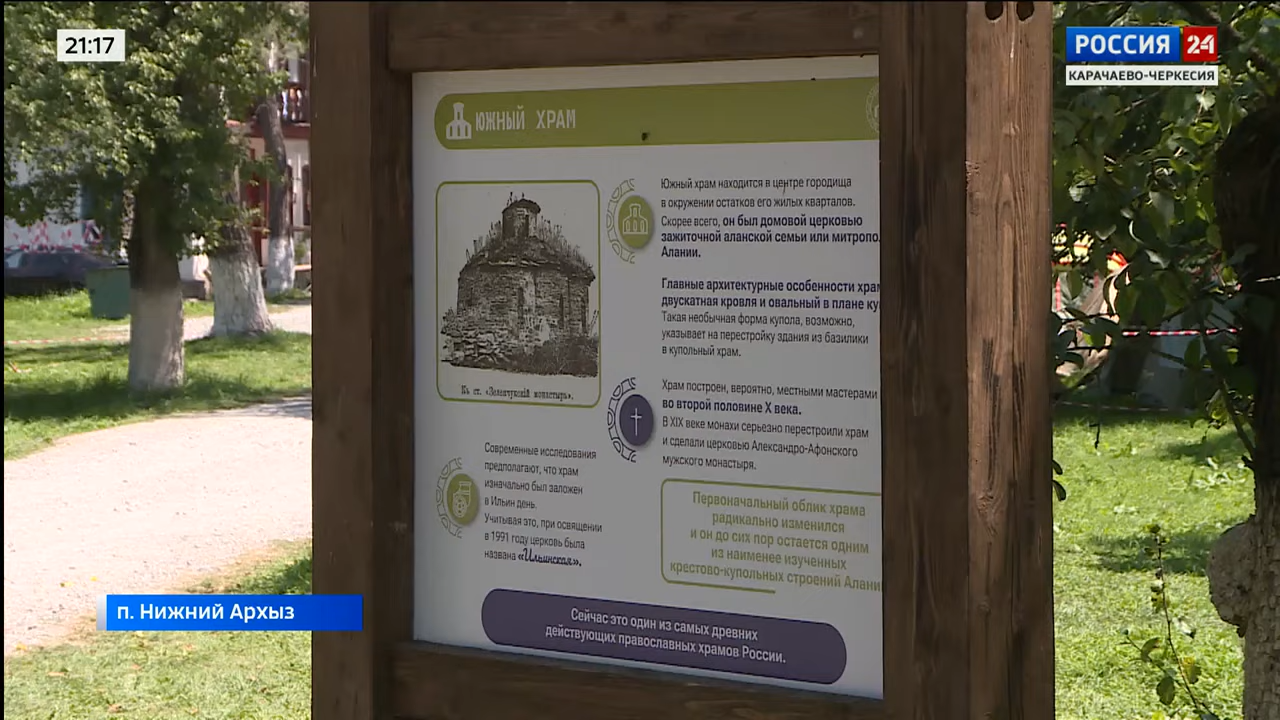 21:17
РОССИЯ 24
КАРАЧАЕВО-ЧЕРКЕСИЯ
ЮЖНЫЙ ХРАМ
Южный храм находится в центре городища
в окружении остатков его жилых кварталов.
Скорее всего, он был домовой церковью
зажиточной аланской семьи или митропо
Алании.
Главные архитектурные особенности хра
двускатная кровля и овальный в плане ку
Такая необычная форма купола, возможно,
указывает на перестройку здания из базилики
в купольный храм.
Къ ст. «Зеленчукскій монастырь».
Храм построен, вероятно, местными мастерами
во второй половине X века.
В XIX веке монахи серьезно перестроили храм
и сделали церковью Александро-Афонского
мужского монастыря.
Современные исследования
предполагают, что храм
изначально был заложен
в Ильин день.
Учитывая это, при освящении
в 1991 году церковь была
названа «Ильинская».
Первоначальный облик храма
радикально изменился
и он до сих пор остается одним
из наименее изученных
крестово-купольных строений Алани
Сейчас это один из самых древних
действующих православных храмов России.
п. Нижний Архыз